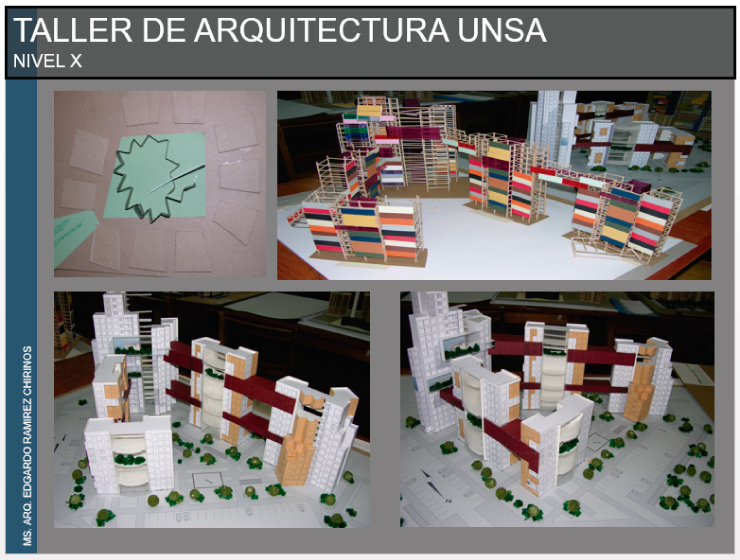 TALLER DE ARQUITECTURA UNSA
NIVEL X
MS. ARQ. EDGARDO RAMIREZ CHIRINOS